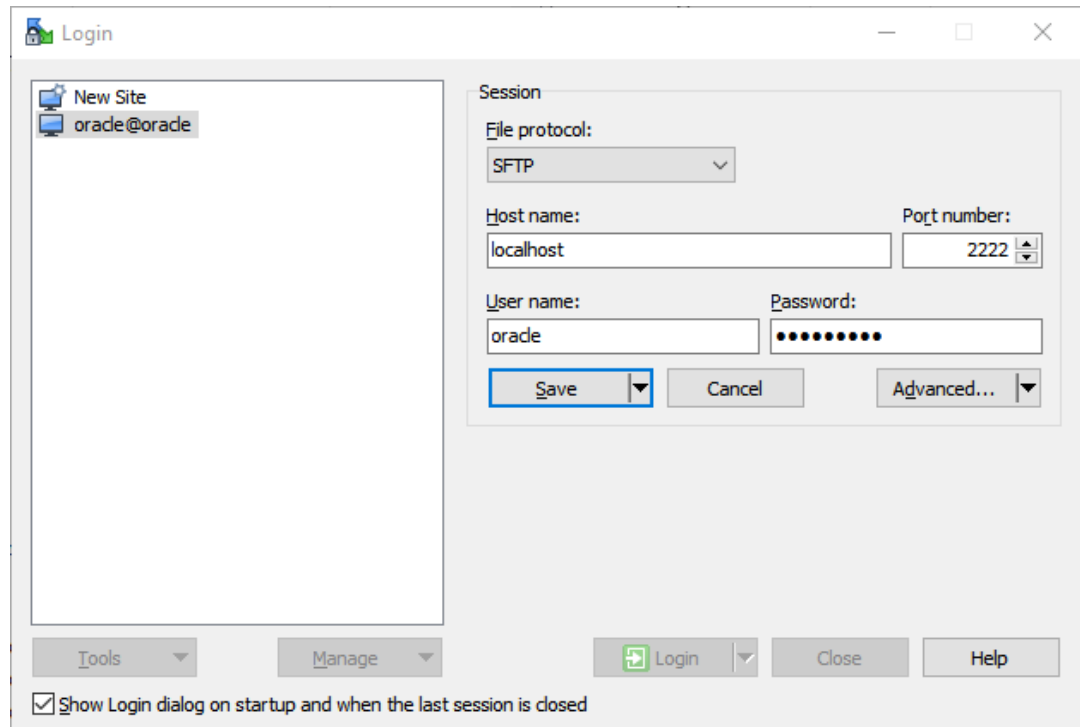 Login
New Site
oracle@oracle
Session
File protocol:
SFTP
Host name:
Port number:
localhost
2222
User name:
Password:
oracle
●●●●●●●●●
Save
Cancel
Advanced...
Tools
Manage
Login
Close
Help
Show Login dialog on startup and when the last session is closed